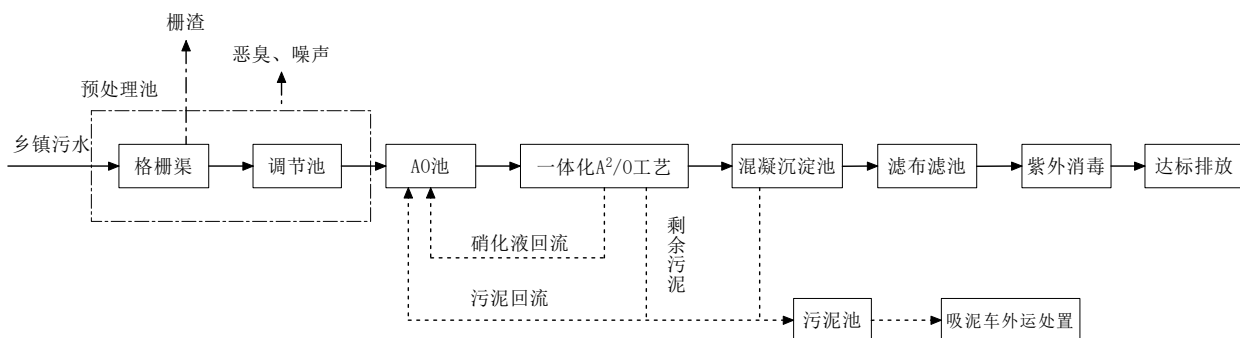 栅渣
恶臭、噪声
预处理池
乡镇污水
格栅渠
调节池
AO池
一体化A²/O工艺
混凝沉淀池
滤布滤池
紫外消毒
达标排放
硝化液回流
剩余污泥
污泥回流
污泥池
吸泥车外运处置